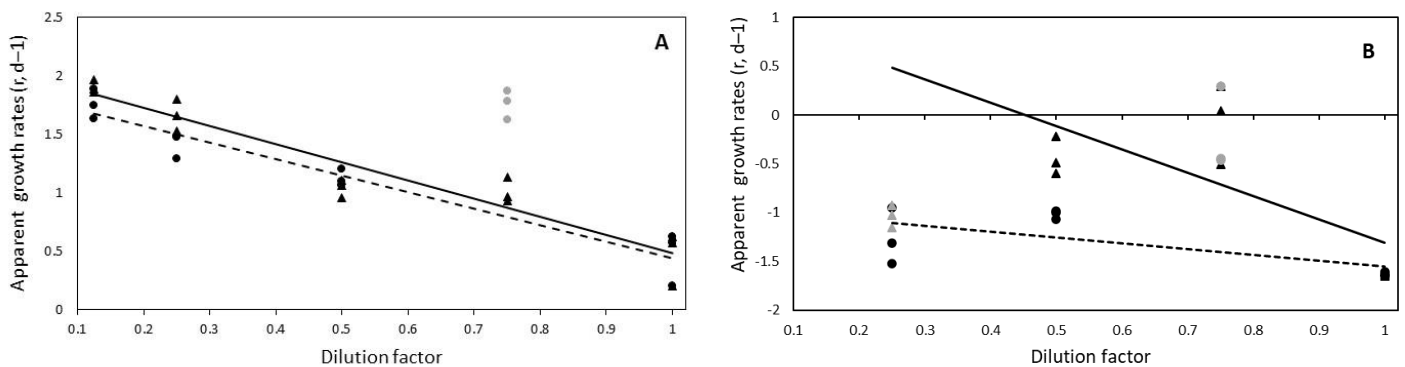 A
Apparent growth rates (r, d–1)
2.5
2
1.5
1
0.5
0
0.1 0.2 0.3 0.4 0.5 0.6 0.7 0.8 0.9 1
Dilution factor
B
Apparent growth rates (r, d–1)
1
0.5
0
-0.5
-1
-1.5
-2
0.1 0.2 0.3 0.4 0.5 0.6 0.7 0.8 0.9 1
Dilution factor